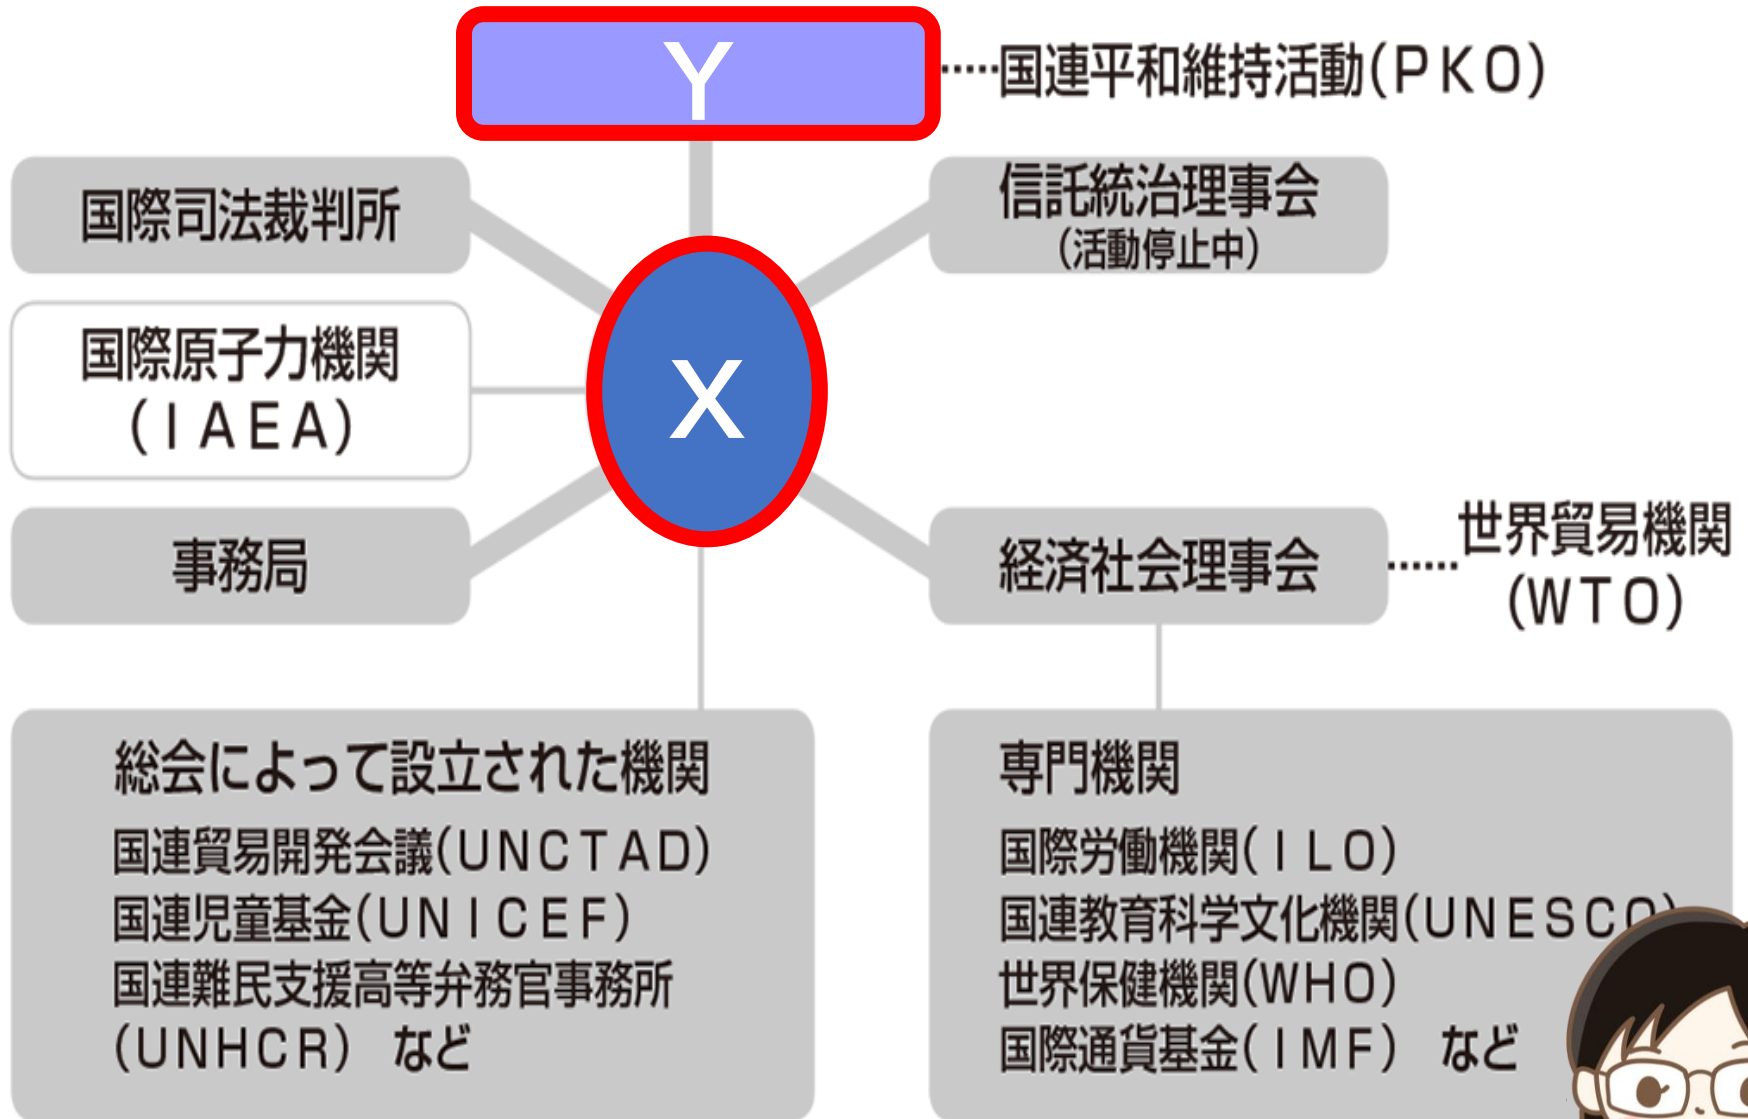 Y
国連平和維持活動(PKO)
国際司法裁判所
信託統治理事会
(活動停止中)
国際原子力機関
(IAEA)
X
事務局
経済社会理事会
世界貿易機関
(WTO)
総会によって設立された機関
国連貿易開発会議(UNCTAD)
国連児童基金(UNICEF)
国連難民支援高等弁務官事務所
(UNHCR) など
専門機関
国際労働機関(ILO)
国連教育科学文化機関(UNESCO)
世界保健機関(WHO)
国際通貨基金(IMF) など